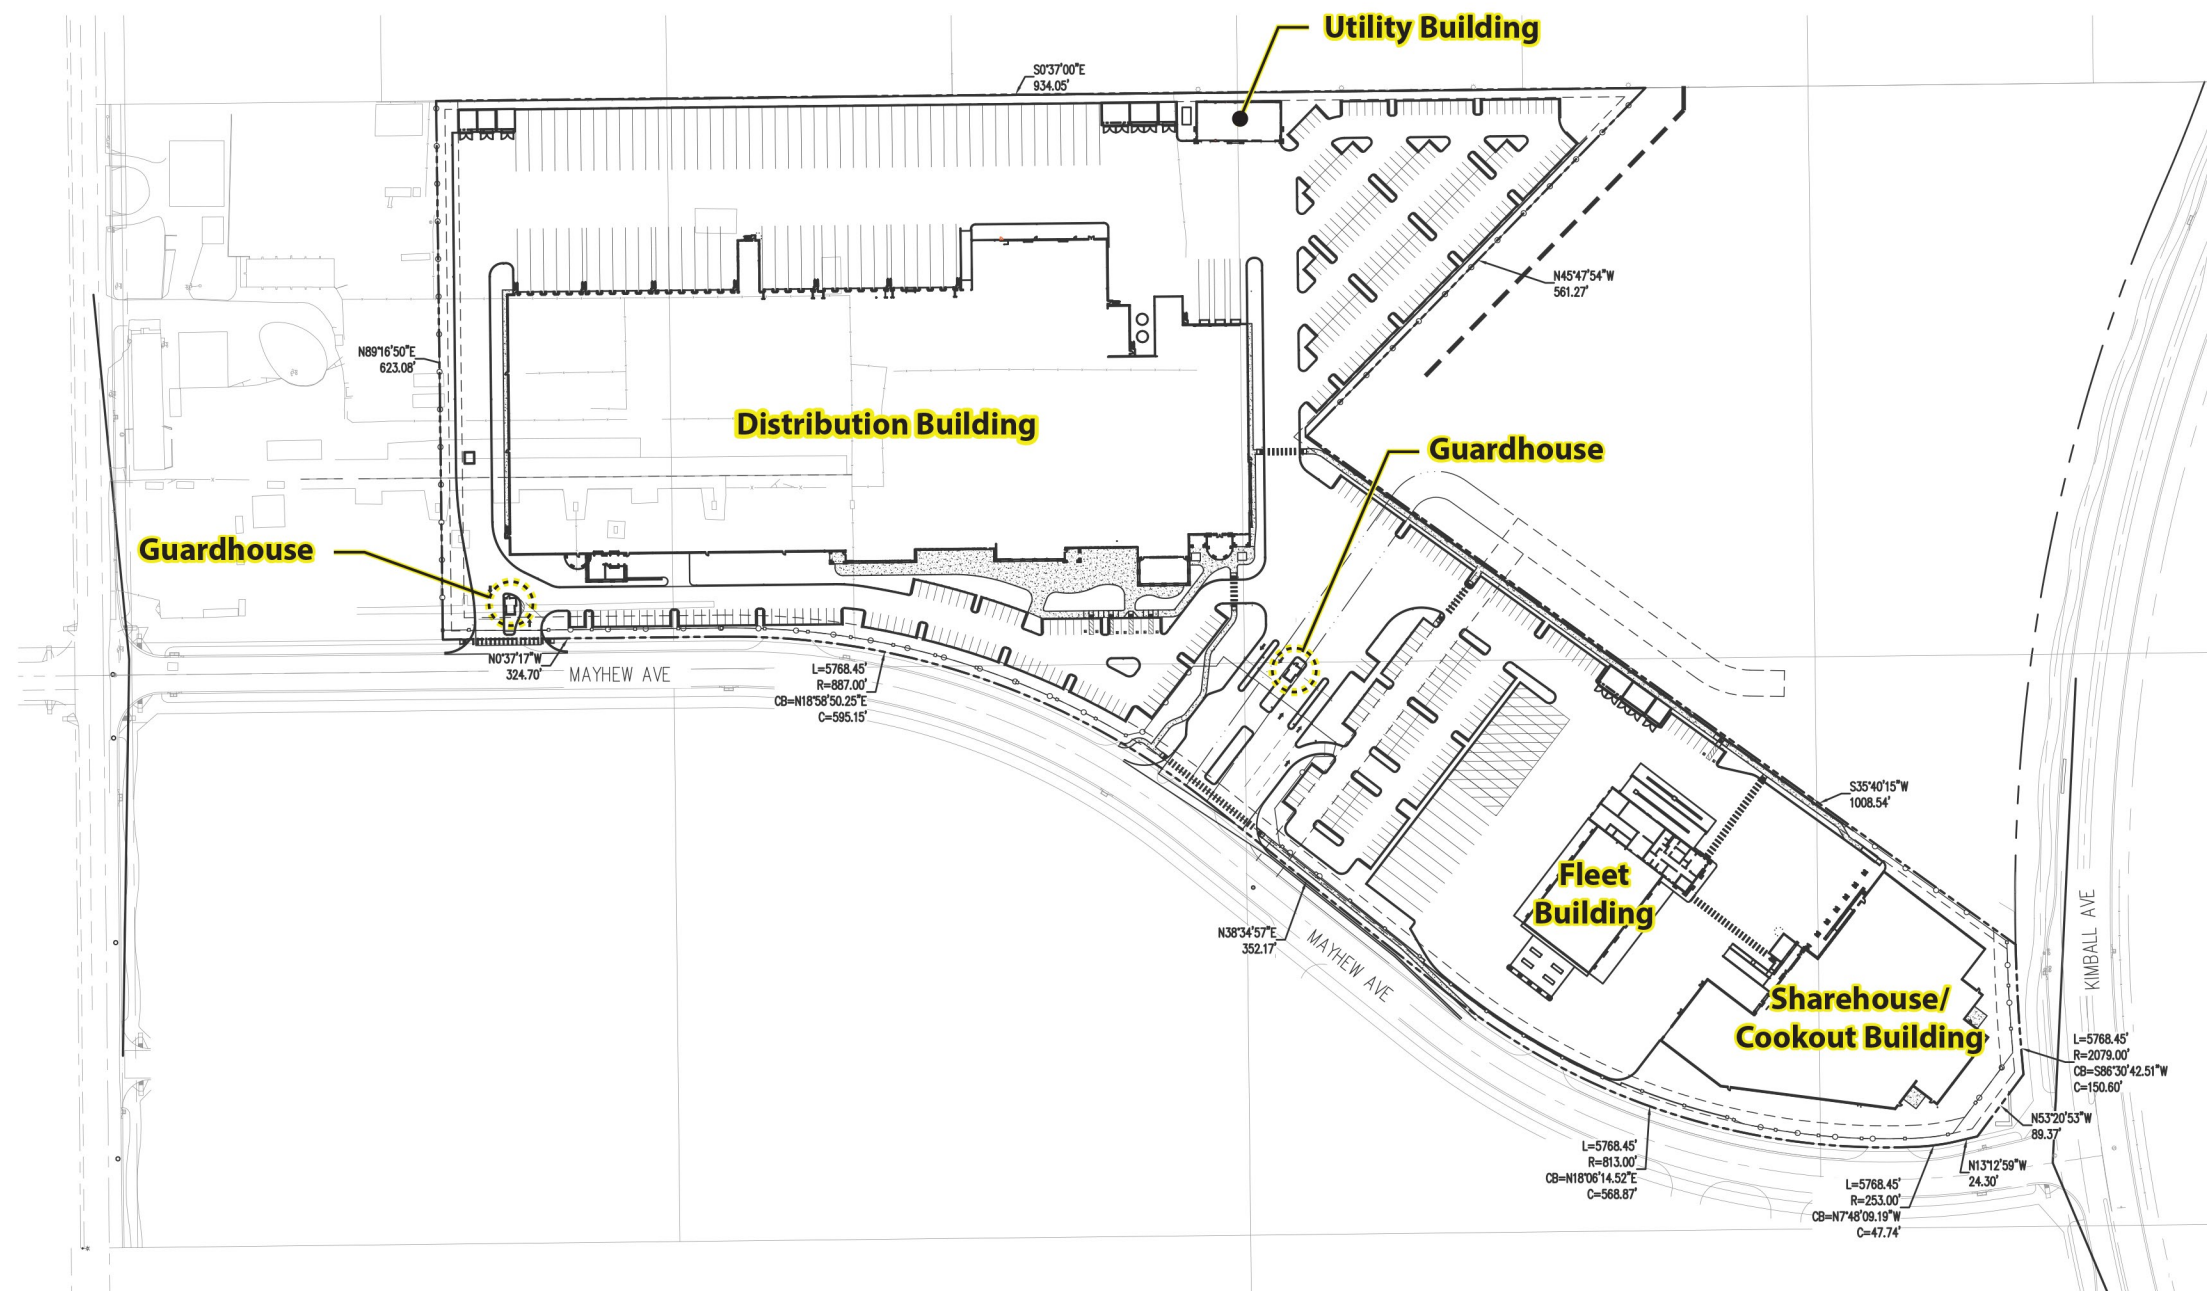 Utility Building
S0°37'00"E
934.05'
N45°47'54"W
561.27'
N89°16'50"E
623.08'
Distribution Building
Guardhouse
Guardhouse
N0°37'17"W
324.70'
MAYHEW AVE
L=5768.45'
R=887.00'
CB=N18°58'50.25"E
C=595.15'
S35°40'15"W
1008.54'
Fleet
Building
N38°34'57"E
352.17'
MAYHEW AVE
KIMBALL AVE
Sharehouse/
Cookout Building
L=5768.45'
R=2079.00'
CB=S86°30'42.51"W
C=150.60'
N53°20'53"W
89.37'
L=5768.45'
R=813.00'
CB=N18°06'14.52"E
C=568.87'
N13°12'59"W
24.30'
L=5768.45'
R=253.00'
CB=N7°48'09.19"W
C=47.74'